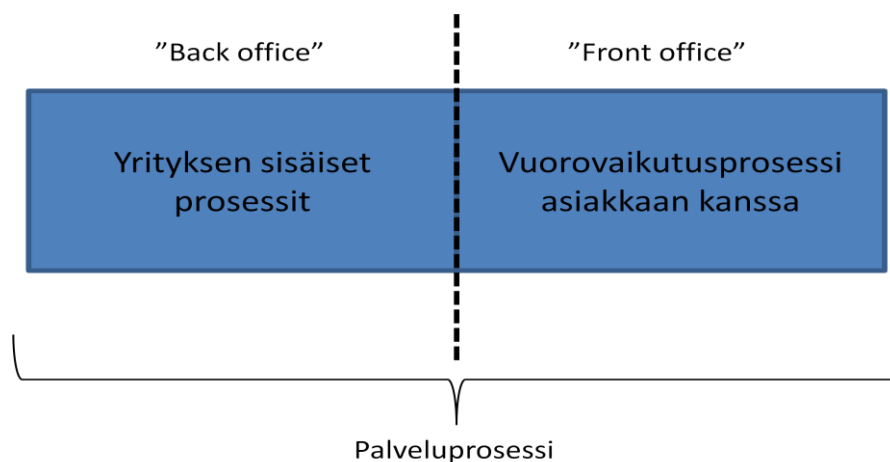 ”Back office”
”Front office”
Yrityksen sisäiset
prosessit
Vuorovaikutusprosessi
asiakkaan kanssa
Palveluprosessi